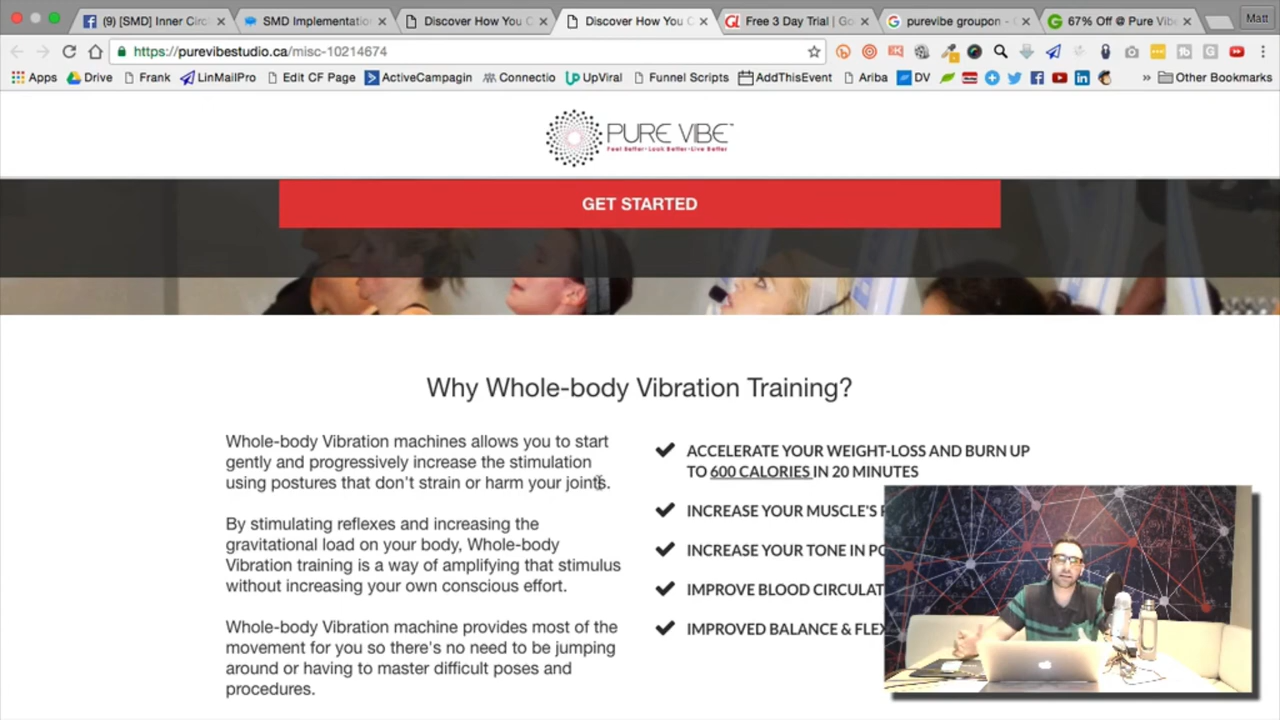 (9) [SMD] Inner Cir
SMD Implementatio
Discover How You C
Discover How You C
Free 3 Day Trial | Go
purevibe groupon - G
67% Off @ Pure Vib
Matt
https://purevibestudio.ca/misc-10214674
Apps
Drive
Frank
LinMailPro
Edit CF Page
ActiveCampagin
Connectio
UpViral
Funnel Scripts
AddThisEvent
Ariba
DV
Other Bookmarks
PURE VIBE™
Feel Better • Look Better • Live Better
GET STARTED
Why Whole-body Vibration Training?
Whole-body Vibration machines allows you to start
gently and progressively increase the stimulation
using postures that don't strain or harm your joints.
By stimulating reflexes and increasing the
gravitational load on your body, Whole-body
Vibration training is a way of amplifying that stimulus
without increasing your own conscious effort.
Whole-body Vibration machine provides most of the
movement for you so there's no need to be jumping
around or having to master difficult poses and
procedures.
ACCELERATE YOUR WEIGHT-LOSS AND BURN UP
TO 600 CALORIES IN 20 MINUTES
INCREASE YOUR MUSCLE'S
INCREASE YOUR TONE IN
IMPROVE BLOOD CIRCULAT
IMPROVED BALANCE & FLEX